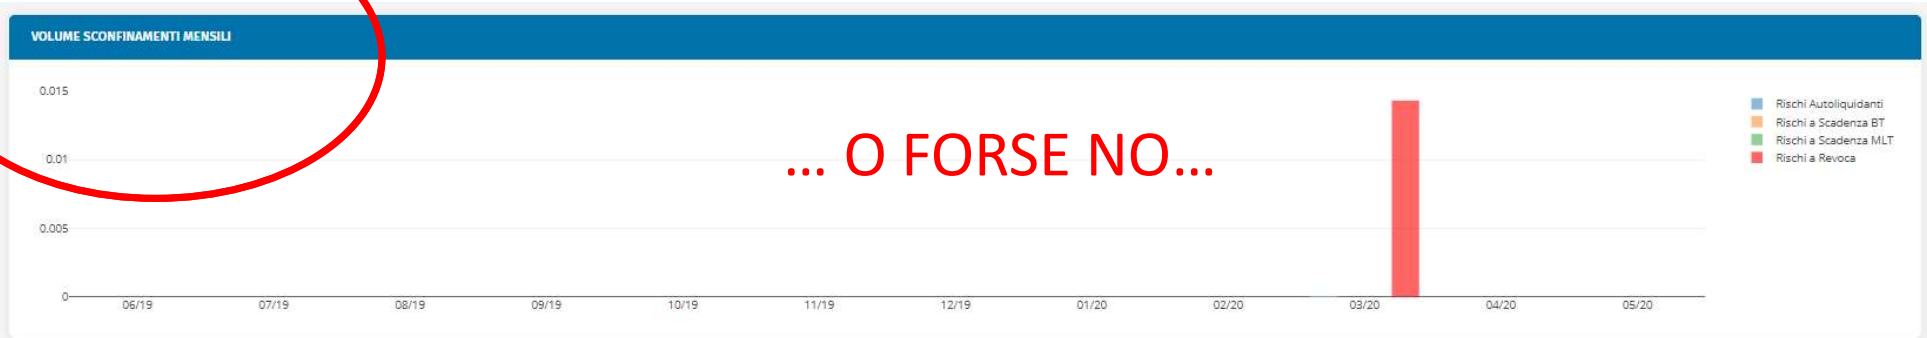 VOLUME SCONFINAMENTI MENSILI
0.015
0.01
0.005
0
... O FORSE NO...
06/19 07/19 08/19 09/19 10/19 11/19 12/19 01/20 02/20 03/20 04/20 05/20
Rischi Autoliquidanti
Rischi a Scadenza BT
Rischi a Scadenza MLT
Rischi a Revoca